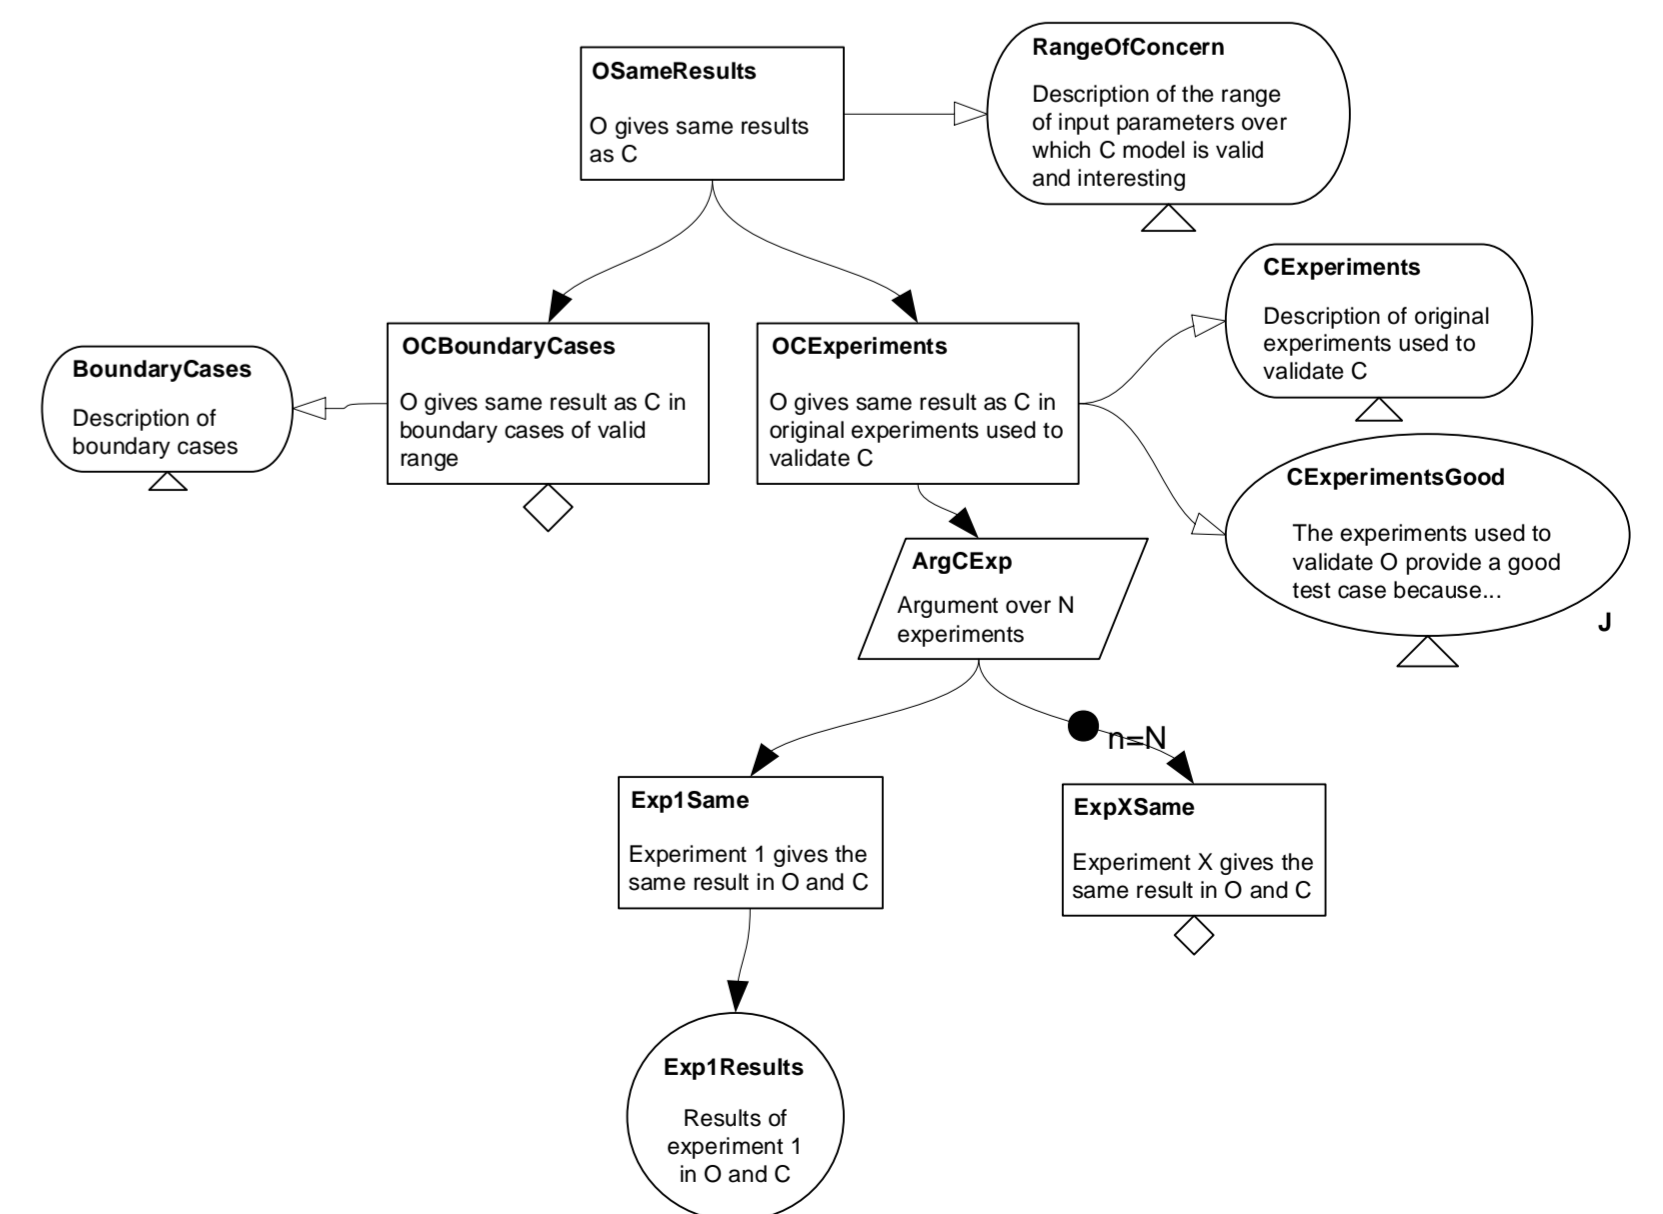 OSameResults
O gives same results
as C
RangeOfConcern
Description of the range
of input parameters over
which C model is valid
and interesting
CExperiments
Description of original
experiments used to
validate C
BoundaryCases
Description of
boundary cases
OCBoundaryCases
O gives same result as C in
boundary cases of valid
range
OCExperiments
O gives same result as C in
original experiments used to
validate C
CExperimentsGood
The experiments used to
validate O provide a good
test case because...
J
ArgCExp
Argument over N
experiments
n=N
Exp1Same
Experiment 1 gives the
same result in O and C
ExpXSame
Experiment X gives the
same result in O and C
Exp1Results
Results of
experiment 1
in O and C